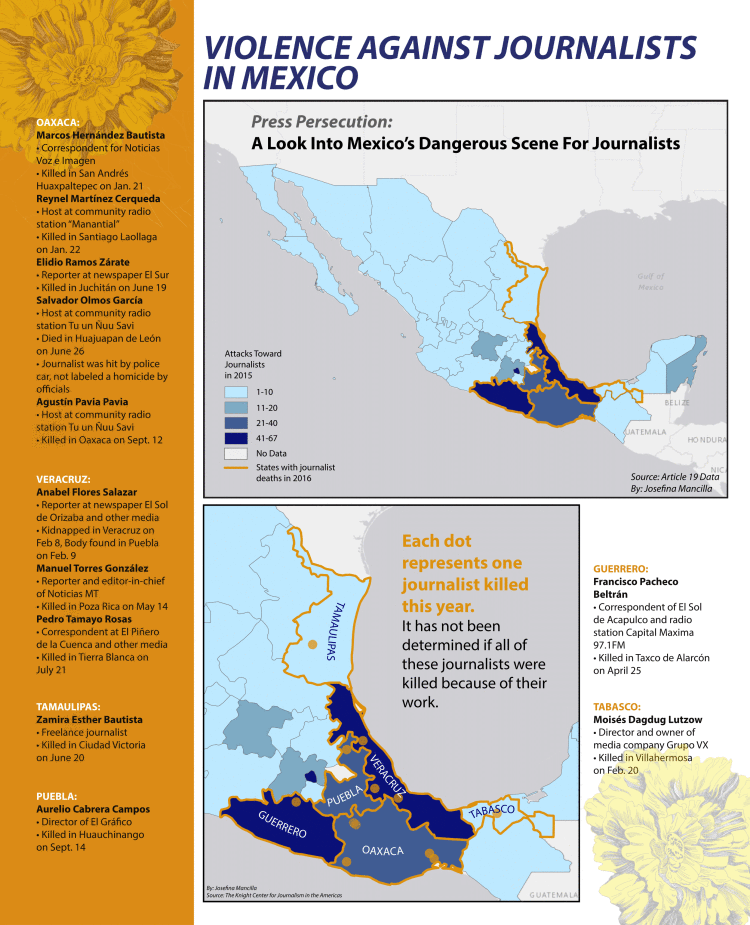 VIOLENCE AGAINST JOURNALISTS
IN MEXICO
OAXACA:
Marcos Hernández Bautista
• Correspondent for Noticias
Voz e Imagen
• Killed in San Andrés
Huaxpaltepec on Jan. 21
Reynel Martínez Cerqueda
• Host at community radio
station "Manantial"
• Killed in Santiago Laollaga
on Jan. 22
Elidio Ramos Zárate
• Reporter at newspaper El Sur
• Killed in Juchitán on June 19
Salvador Olmos García
• Host at community radio
station Tu un Ñuu Savi
• Died in Huajuapan de León
on June 26
• Journalist was hit by police
car, not labeled a homicide by
officials
Agustín Pavia Pavia
• Host at community radio
station Tu un Ñuu Savi
• Killed in Oaxaca on Sept. 12
VERACRUZ:
Anabel Flores Salazar
• Reporter at newspaper El Sol
de Orizaba and other media
• Kidnapped in Veracruz on
Feb 8, Body found in Puebla
on Feb. 9
Manuel Torres González
• Reporter and editor-in-chief
of Noticias MT
• Killed in Poza Rica on May 14
Pedro Tamayo Rosas
• Correspondent at El Piñero
de la Cuenca and other media
• Killed in Tierra Blanca on
July 21
TAMAULIPAS:
Zamira Esther Bautista
• Freelance journalist
• Killed in Ciudad Victoria
on June 20
PUEBLA:
Aurelio Cabrera Campos
• Director of El Gráfico
• Killed in Huauchinango
on Sept. 14
Press Persecution:
A Look Into Mexico's Dangerous Scene For Journalists
Gulf of
Mexico
Attacks Toward
Journalists
in 2015
1-10
11-20
21-40
41-67
No Data
States with journalist
deaths in 2016
BELIZE
UATEMALA
HONDURA
NICA
Source: Article 19 Data
By: Josefina Mancilla
Each dot
represents one
journalist killed
this year.
It has not been
determined if all of
these journalists were
killed because of their
work.
TAMAULIPAS
VERACRUZ
PUEBLA
TABASCO
GUERRERO
OAXACA
GUATEMALA
By: Josefina Mancilla
Source: The Knight Center for Journalism in the Americas
GUERRERO:
Francisco Pacheco
Beltrán
• Correspondent of El Sol
de Acapulco and radio
station Capital Maxima
97.1FM
• Killed in Taxco de Alarcón
on April 25
TABASCO:
Moisés Dagdug Lutzow
• Director and owner of
media company Grupo VX
• Killed in Villahermosa
on Feb. 20